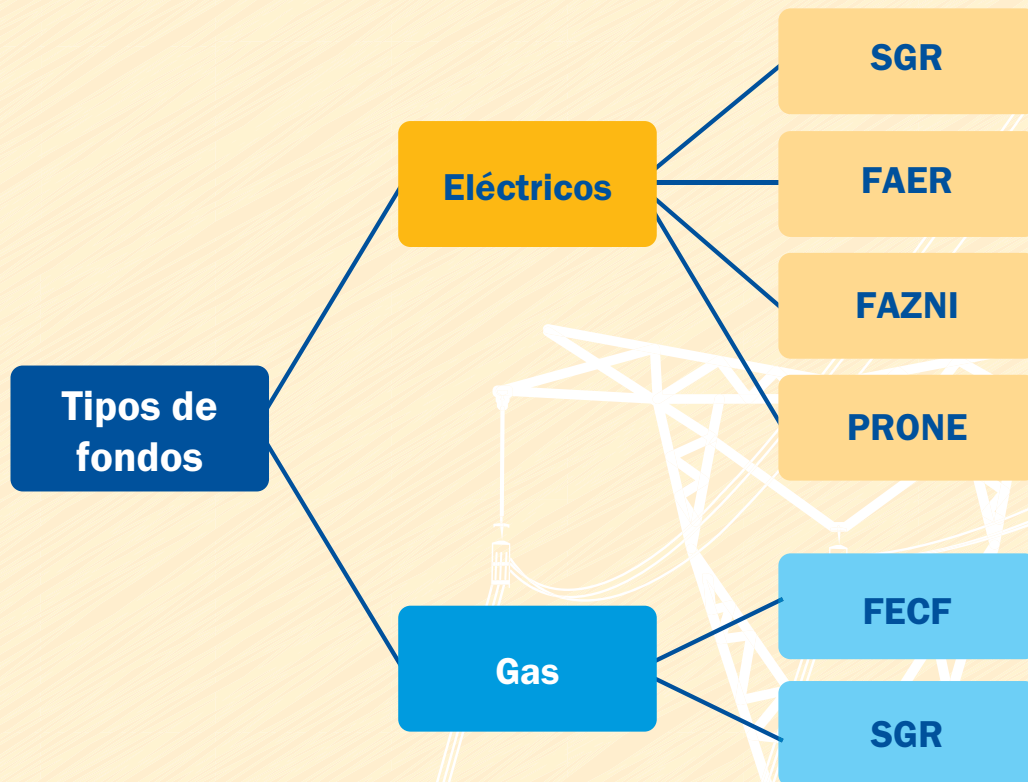 Tipos de
fondos
Eléctricos
SGR
FAER
FAZNI
PRONE
Gas
FECF
SGR